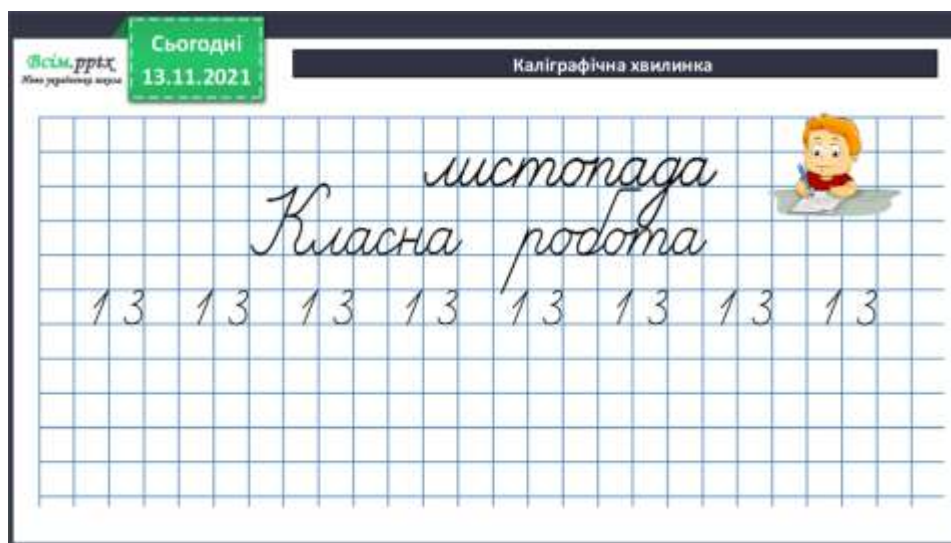 Всім.pptx
Нова українська школа
Сьогодні
13.11.2021
Каліграфічна хвилинка
листопада
Класна робота
13 13 13 13 13 13 13 13